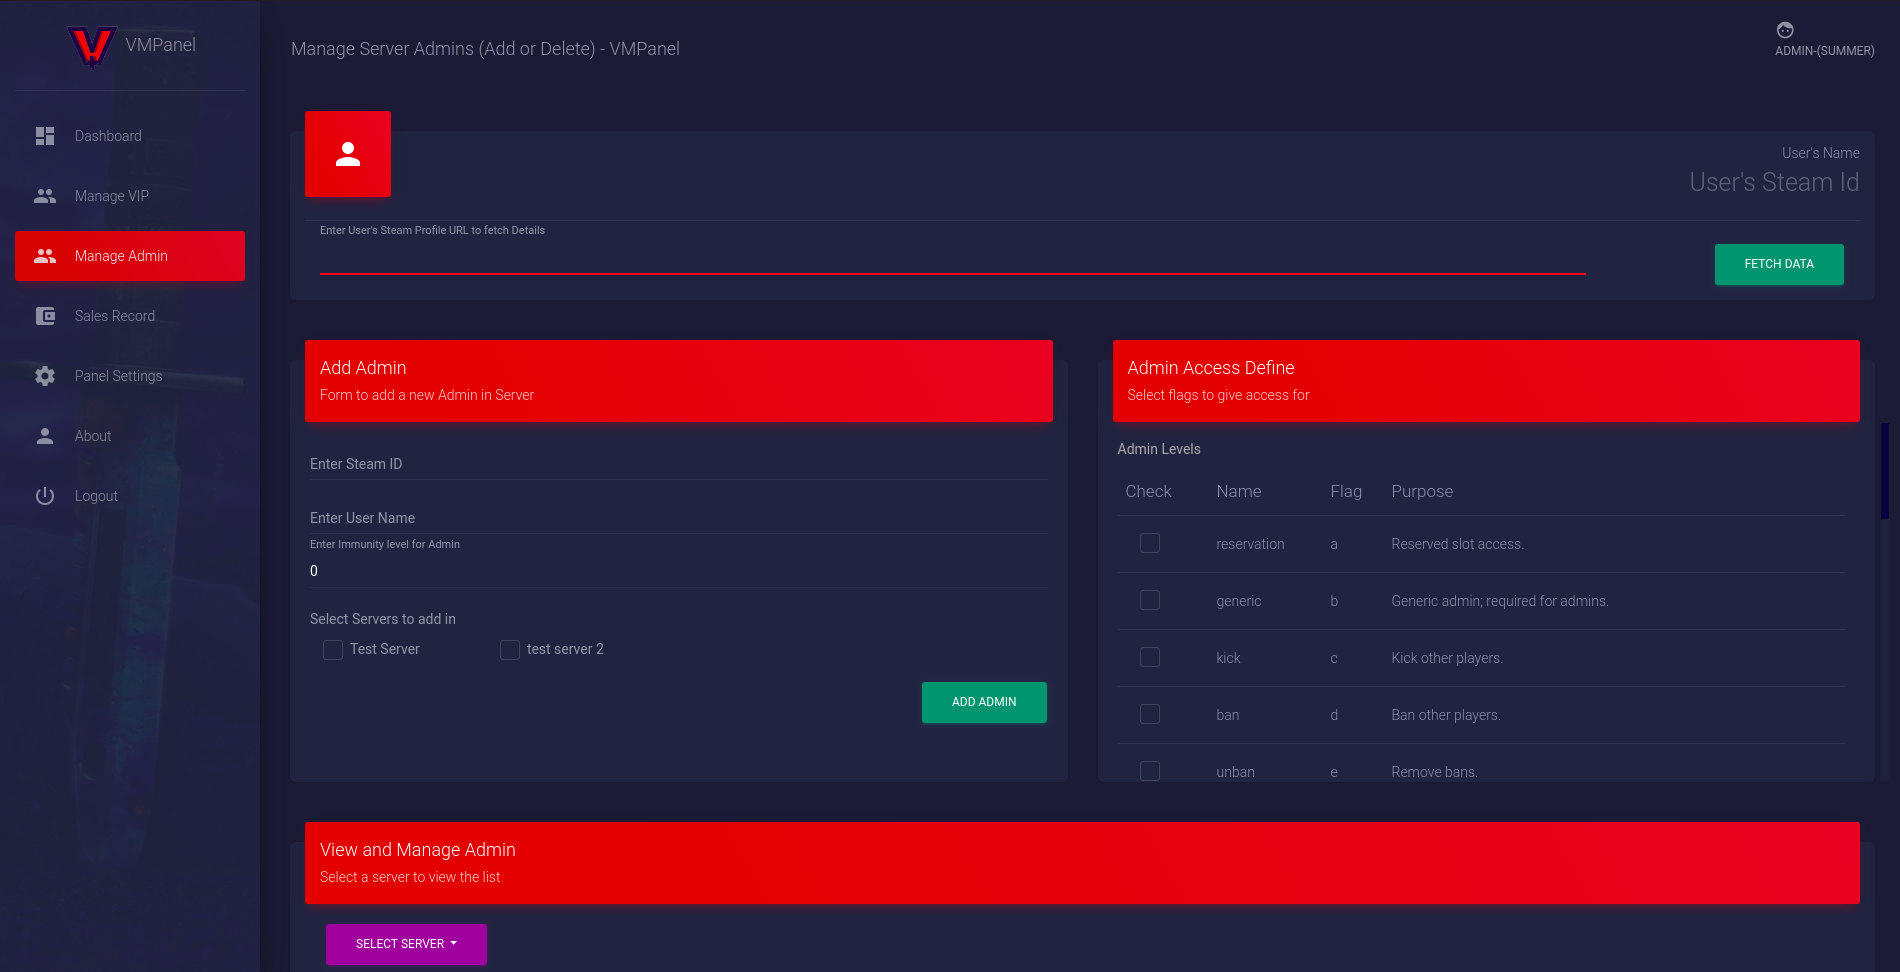 VMPanel
Dashboard
Manage VIP
Manage Admin
Sales Record
Panel Settings
About
Logout
Manage Server Admins (Add or Delete) - VMPanel
ADMIN-(SUMMER)
User's Name
User's Steam Id
Enter User's Steam Profile URL to fetch Details
FETCH DATA
Add Admin
Form to add a new Admin in Server
Enter Steam ID
Enter User Name
Enter Immunity level for Admin
0
Select Servers to add in
Test Server test server 2
ADD ADMIN
Admin Access Define
Select flags to give access for
Admin Levels
Check Name Flag Purpose
reservation a Reserved slot access.
generic b Generic admin; required for admins.
kick c Kick other players.
ban d Ban other players.
unban e Remove bans.
View and Manage Admin
Select a server to view the list
SELECT SERVER